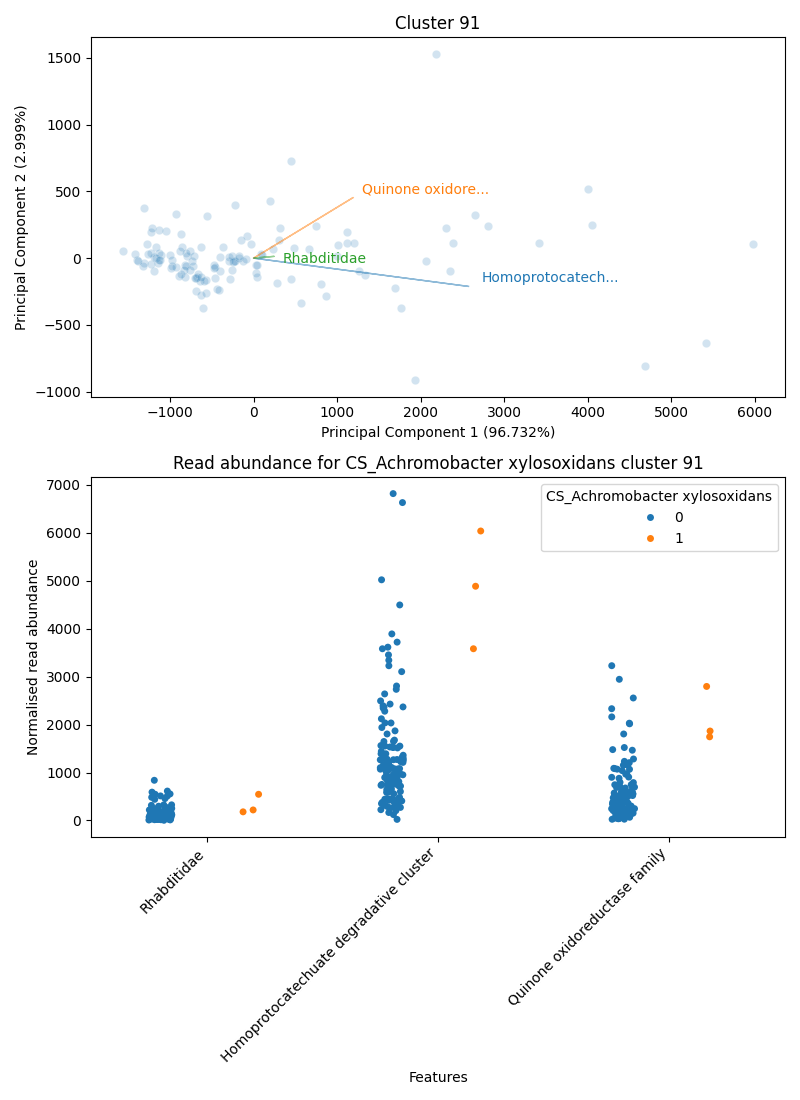 Cluster 91
Principal Component 2 (2.999%)
1500
1000
500
0
−500
−1000
Quinone oxidore...
Rhabditidae
Homoprotocatech...
−1000
0
1000
2000
3000
4000
5000
6000
Principal Component 1 (96.732%)
Read abundance for CS_Achromobacter xylosoxidans cluster 91
Normalised read abundance
7000
6000
5000
4000
3000
2000
1000
0
CS_Achromobacter xylosoxidans
0
1
Rhabditidae
Homoprotocatechuate degradative cluster
Quinone oxidoreductase family
Features